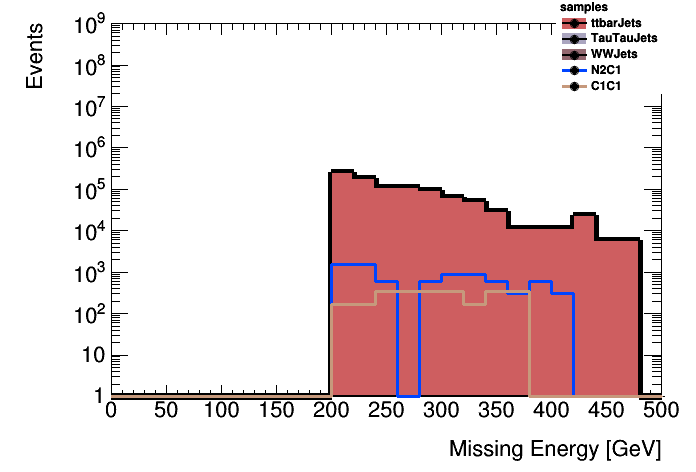 samples
ttbarJets
TauTauJets
WWJets
N2C1
C1C1
Events
10⁹
10⁸
10⁷
10⁶
10⁵
10⁴
10³
10²
10
1
0 50 100 150 200 250 300 350 400 450 500
Missing Energy [GeV]